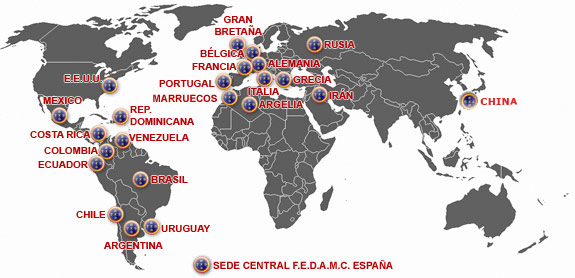 GRAN
BRETAÑA
BÉLGICA
RUSIA
FRANCIA
ALEMANIA
E.E.U.U.
PORTUGAL
GRECIA
ITALIA
MEXICO
MARRUECOS
IRÁN
ARGELIA
CHINA
REP.
DOMINICANA
COSTA RICA
VENEZUELA
COLOMBIA
ECUADOR
BRASIL
CHILE
URUGUAY
ARGENTINA
SEDE CENTRAL F.E.D.A.M.C. ESPAÑA